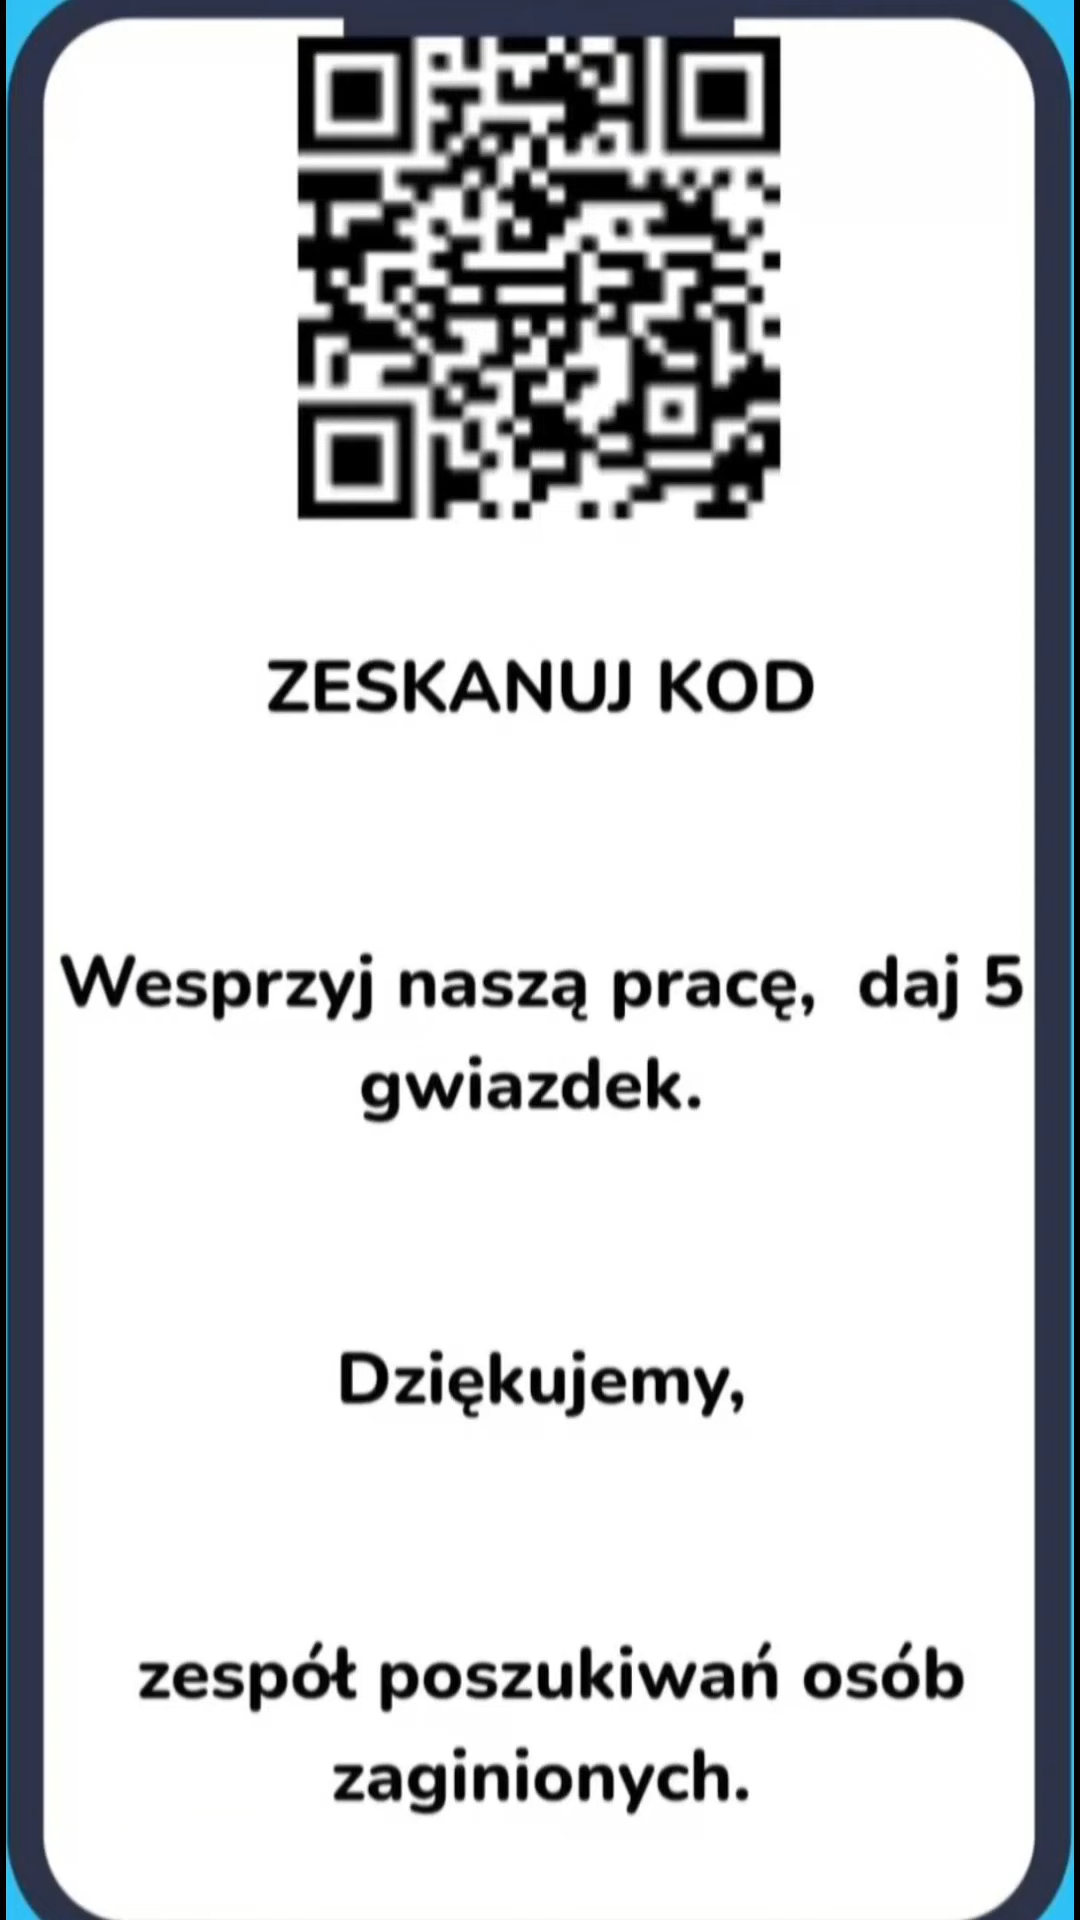 ZESKANUJ KOD
Wesprzyj naszą pracę,  daj 5
gwiazdek.
Dziękujemy,
zespół poszukiwań osób
zaginionych.